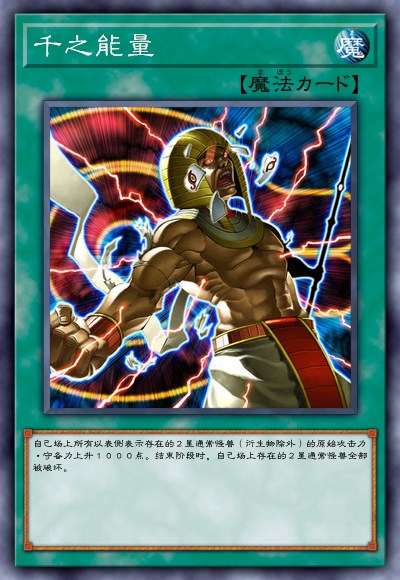 千之能量
魔
【魔法カード】
まほう
自己场上所有以表侧表示存在的2星通常怪兽（衍生物除外）的原始攻击力
・守备力上升1000点。结束阶段时，自己场上存在的2星通常怪兽全部
被破坏。